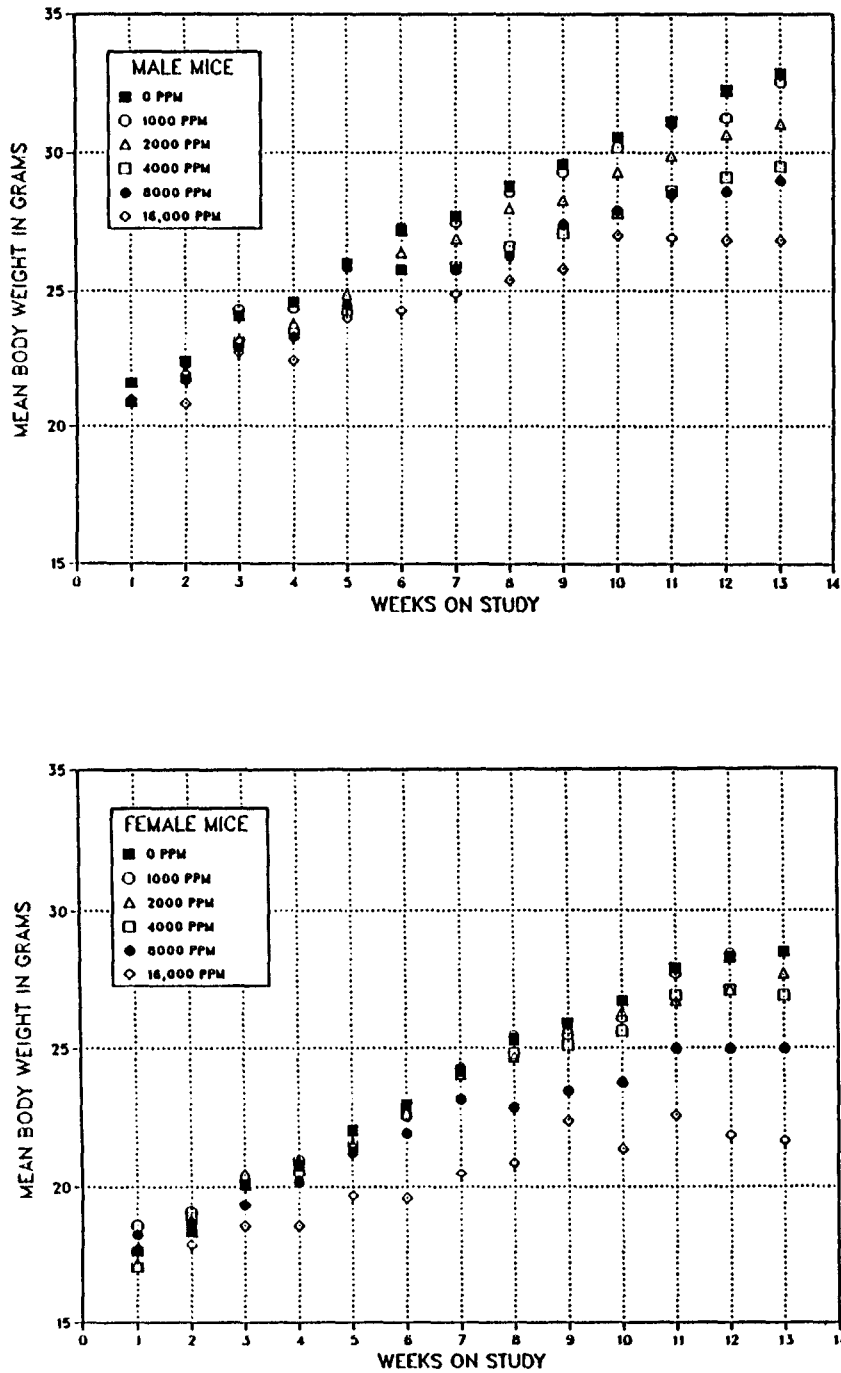 35
30
25
20
15
MEAN BODY WEIGHT IN GRAMS
MALE MICE
0 PPM
1000 PPM
2000 PPM
4000 PPM
8000 PPM
16,000 PPM
0 1 2 3 4 5 6 7 8 9 10 11 12 13 14
WEEKS ON STUDY
35
30
25
20
15
MEAN BODY WEIGHT IN GRAMS
FEMALE MICE
0 PPM
1000 PPM
2000 PPM
4000 PPM
8000 PPM
16,000 PPM
0 1 2 3 4 5 6 7 8 9 10 11 12 13 14
WEEKS ON STUDY